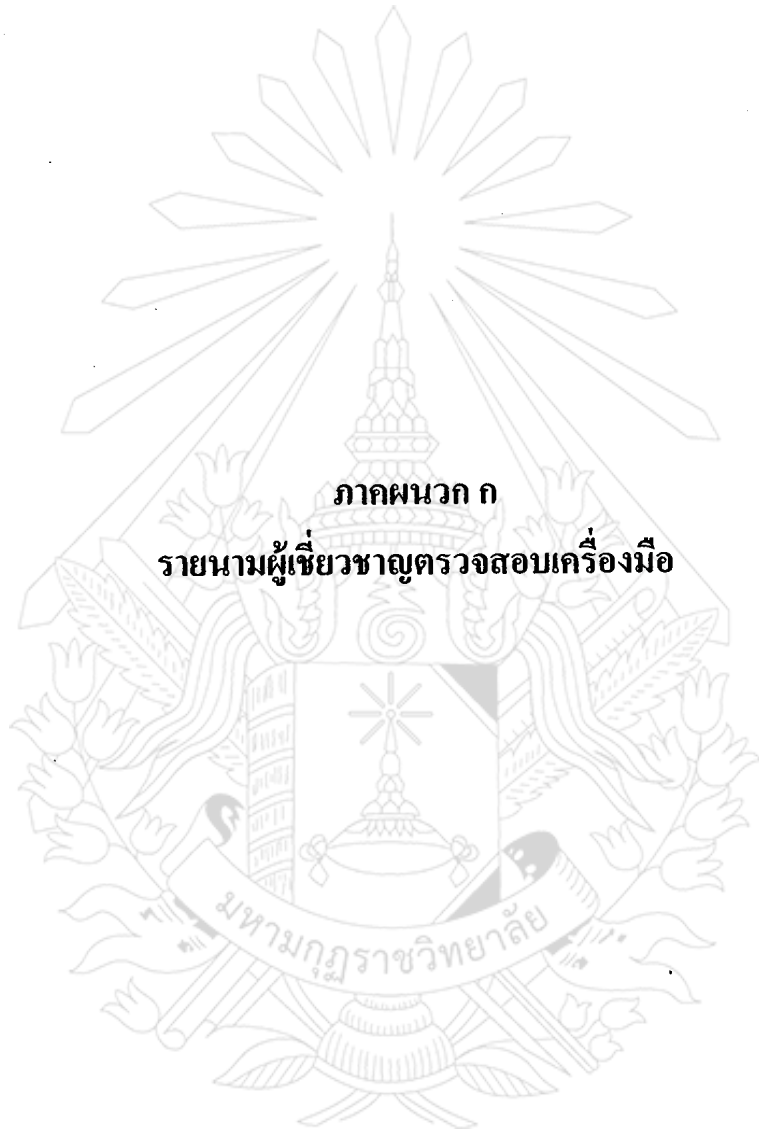 ภาคผนวก ก
รายนามผู้เชี่ยวชาญตรวจสอบเครื่องมือ
มหามกุฏราชวิทยาลัย